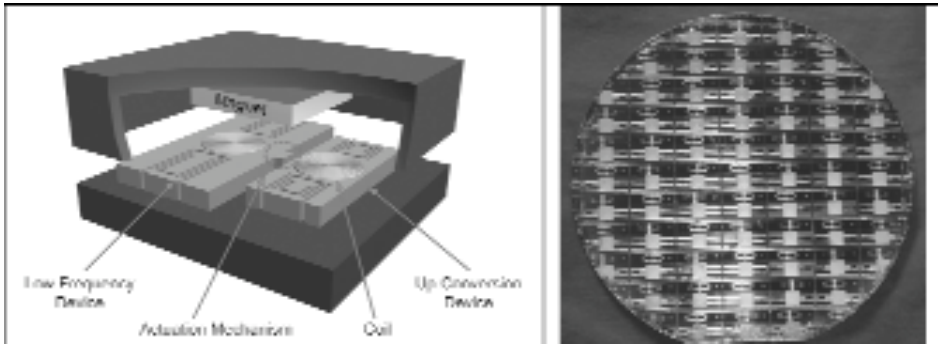 Magnet
Low Frequency
Device
Up Conversion
Device
Actuation Mechanism
Coil